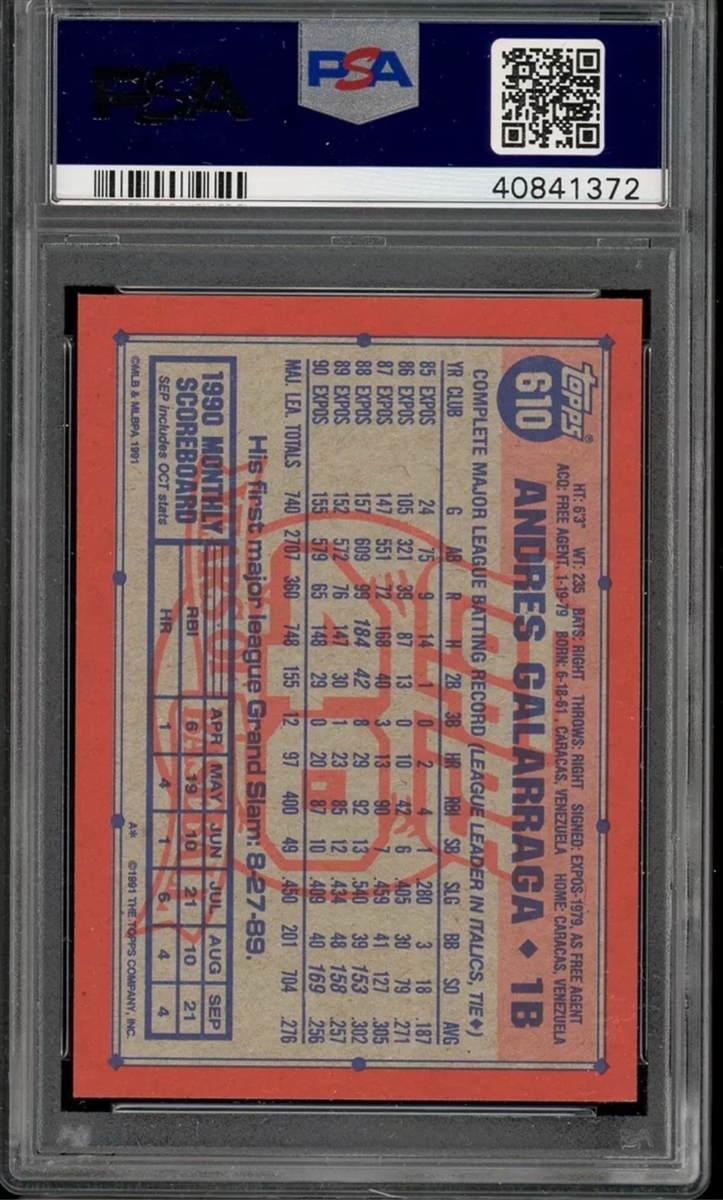 PSA
PSA
40841372
topps®
610
HT: 6'3" WT: 235 BATS: RIGHT THROWS: RIGHT SIGNED: EXPOS-1979, AS FREE AGENT
ACQ: FREE AGENT, 1-19-79 BORN: 6-18-61, CARACAS, VENEZUELA HOME: CARACAS, VENEZUELA
ANDRES GALARRAGA ♦ 1B
COMPLETE MAJOR LEAGUE BATTING RECORD (LEAGUE LEADER IN ITALICS, TIE♦)
YR CLUB G AB R H 2B 3B HR RBI SB SLG BB SO AVG
85 EXPOS 24 75 9 14 1 0 2 4 1 .280 3 18 .187
86 EXPOS 105 321 39 87 13 0 10 42 6 .405 30 79 .271
87 EXPOS 147 551 72 168 40 3 13 90 7 .459 41 127 .305
88 EXPOS 157 609 99 184 42 8 29 92 13 .540 39 153 .302
89 EXPOS 152 572 76 147 30 1 23 85 12 .434 48 158 .257
90 EXPOS 155 579 65 148 29 0 20 87 10 .409 40 169 .256
MAJ. LEA. TOTALS 740 2707 360 748 155 12 97 400 49 .450 201 704 .276
His first major league Grand Slam: 8-27-89.
1990 MONTHLY SCOREBOARD
SEP Includes OCT stats
APR MAY JUN JUL AUG SEP
RBI 6 19 10 21 10 21
HR 1 4 1 6 4 4
©MLB & MLBPA 1991
A* ©1991 THE TOPPS COMPANY, INC.
topps
40
YEARS OF BASEBALL